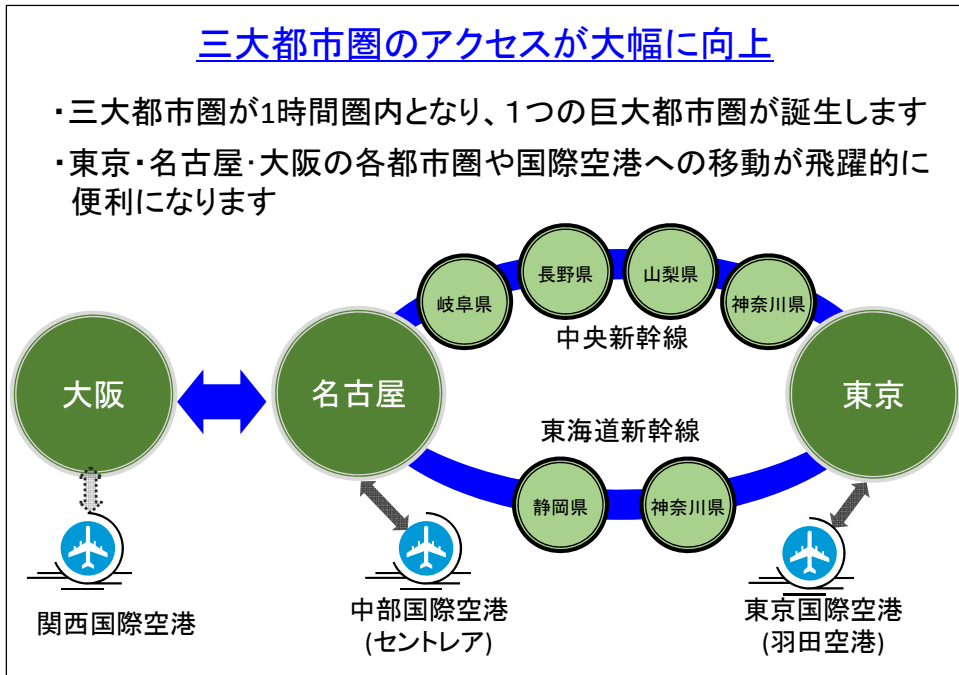 三大都市圏のアクセスが大幅に向上
・三大都市圏が1時間圏内となり、１つの巨大都市圏が誕生します
・東京・名古屋・大阪の各都市圏や国際空港への移動が飛躍的に
便利になります
岐阜県
長野県
山梨県
神奈川県
中央新幹線
大阪
名古屋
東京
東海道新幹線
静岡県
神奈川県
関西国際空港
中部国際空港
(セントレア)
東京国際空港
(羽田空港)